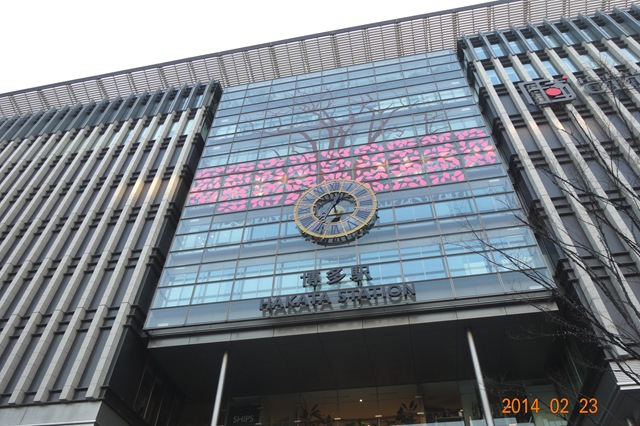 博多駅
HAKATA STATION
SHIPS
2014 02 23